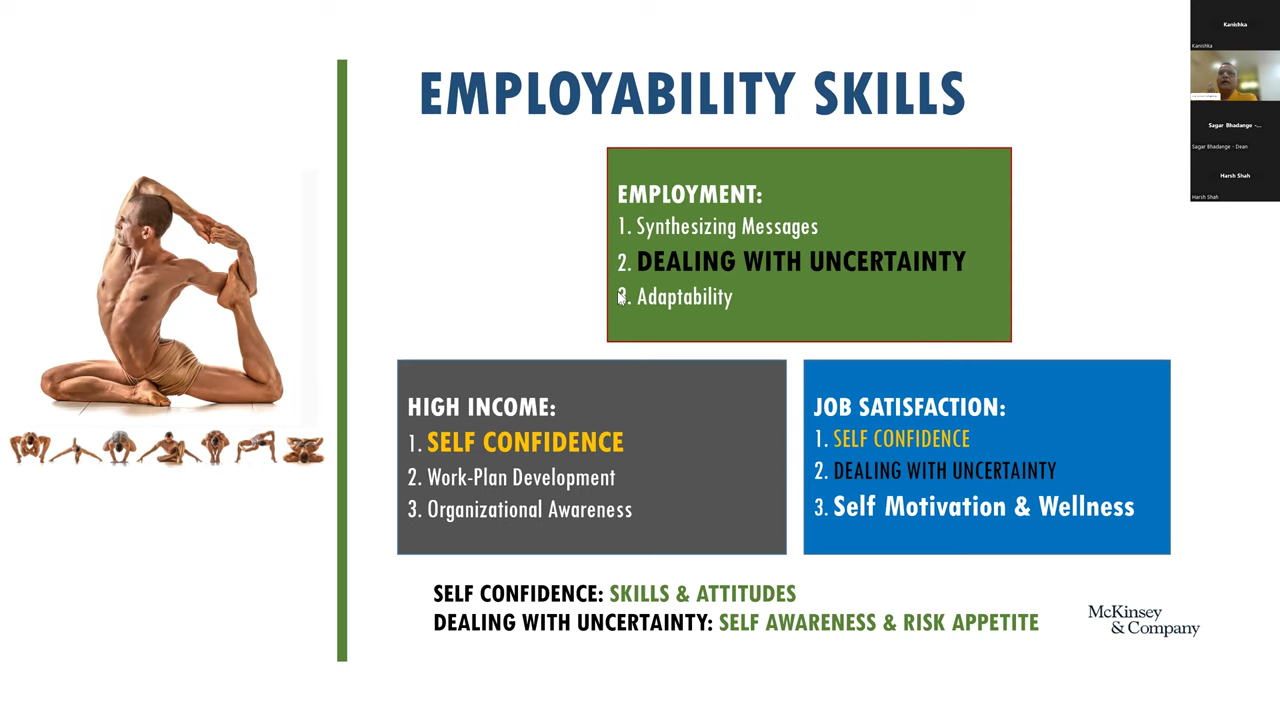 EMPLOYABILITY SKILLS
EMPLOYMENT:
1. Synthesizing Messages
2. DEALING WITH UNCERTAINTY
3. Adaptability
HIGH INCOME:
1. SELF CONFIDENCE
2. Work-Plan Development
3. Organizational Awareness
JOB SATISFACTION:
1. SELF CONFIDENCE
2. DEALING WITH UNCERTAINTY
3. Self Motivation & Wellness
SELF CONFIDENCE: SKILLS & ATTITUDES
DEALING WITH UNCERTAINTY: SELF AWARENESS & RISK APPETITE
McKinsey
& Company
Kanishka
Kanishka
Sagar Bhadange -...
Sagar Bhadange - Dean
Harsh Shah
Harsh Shah